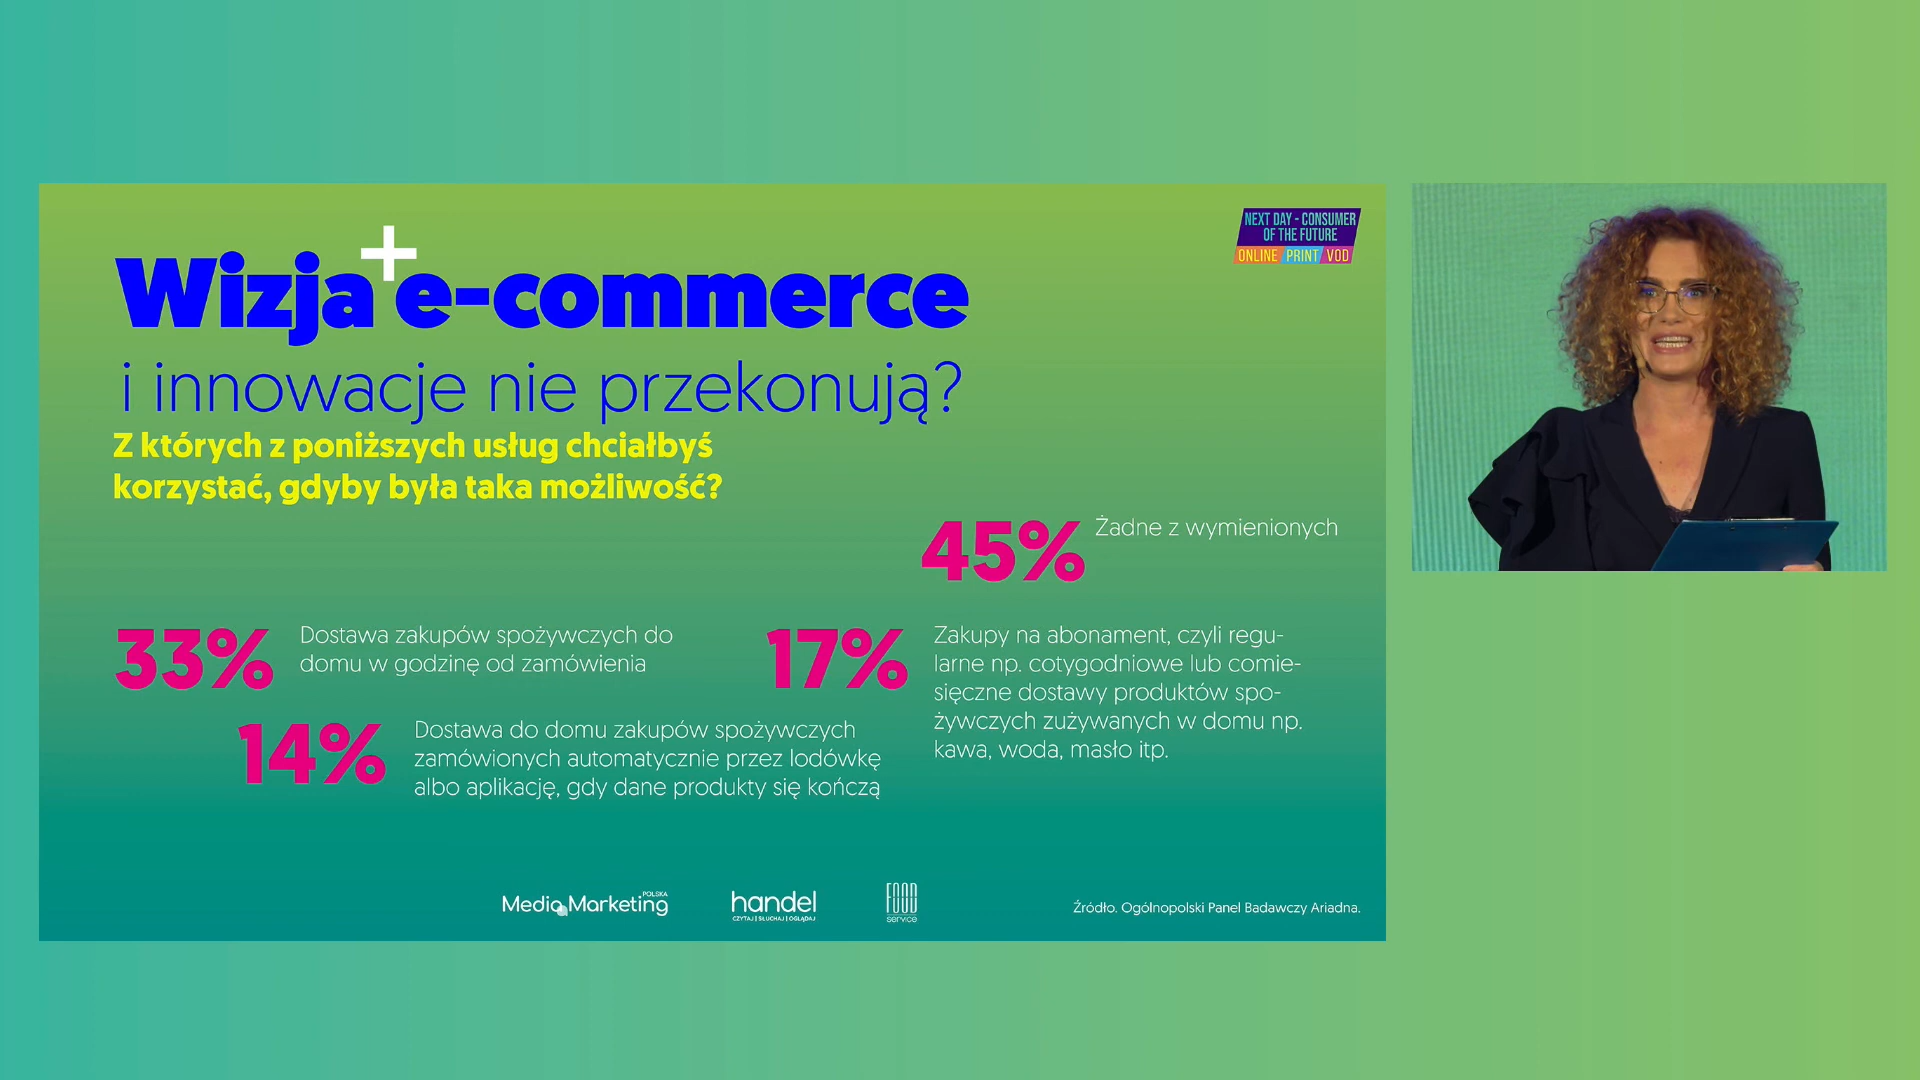 NEXT DAY - CONSUMER
OF THE FUTURE
ONLINE PRINT VOD
Wizja e-commerce
i innowacje nie przekonują?
Z których z poniższych usług chciałbyś
korzystać, gdyby była taka możliwość?
45% Żadne z wymienionych
33% Dostawa zakupów spożywczych do
domu w godzinę od zamówienia
17% Zakupy na abonament, czyli regu-
larne np. cotygodniowe lub comie-
sięczne dostawy produktów spo-
żywczych zużywanych w domu np.
kawa, woda, masło itp.
14% Dostawa do domu zakupów spożywczych
zamówionych automatycznie przez lodówkę
albo aplikację, gdy dane produkty się kończą
Media Marketing POLSKA
handel
CZYTAJ | SŁUCHAJ | OGLĄDAJ
FOOD
service
Źródło. Ogólnopolski Panel Badawczy Ariadna.